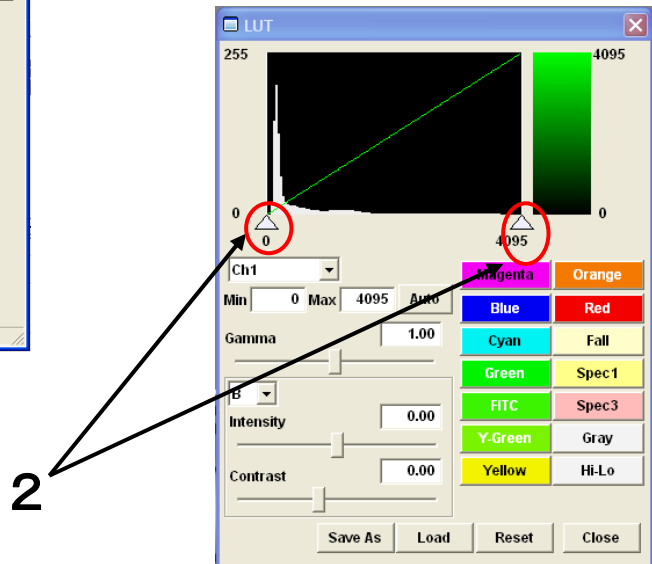 LUT
255
4095
0
0
0
4095
Ch1
Magenta
Orange
Min 0 Max 4095 Auto
Blue
Red
Gamma 1.00
Cyan
Fall
Green
Spec1
B
FITC
Spec3
Intensity 0.00
Y-Green
Gray
Contrast 0.00
Yellow
Hi-Lo
2
Save As Load Reset Close